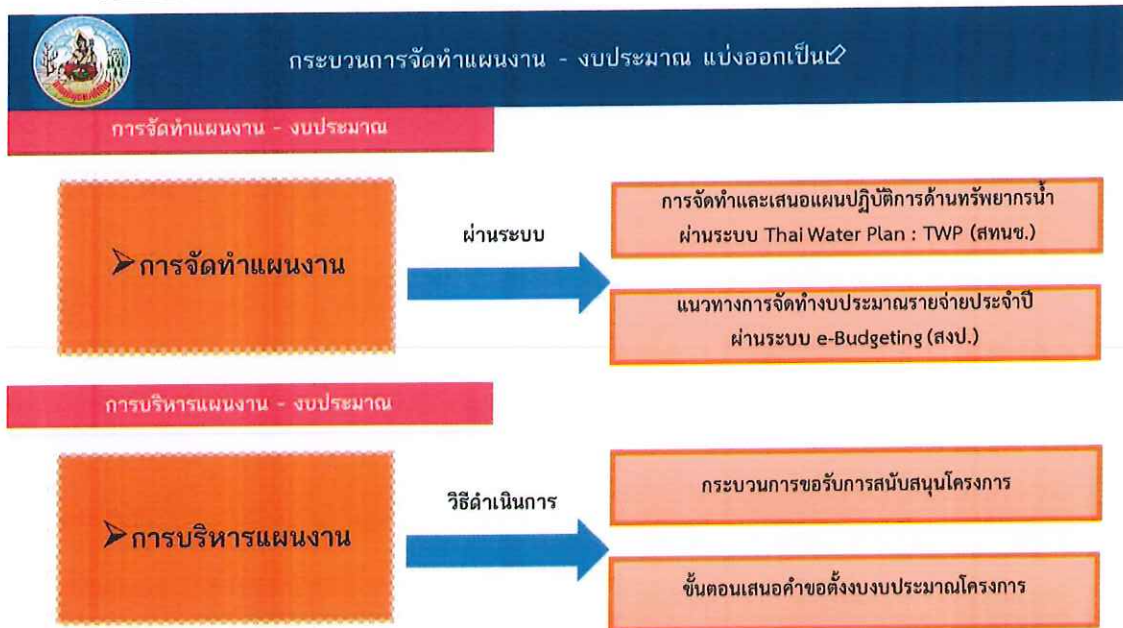 กระบวนการจัดทำแผนงาน - งบประมาณ แบ่งออกเป็น
การจัดทำแผนงาน - งบประมาณ
➢การจัดทำแผนงาน
ผ่านระบบ
การจัดทำและเสนอแผนปฏิบัติการด้านทรัพยากรน้ำ
ผ่านระบบ Thai Water Plan : TWP (สทนช.)
แนวทางการจัดทำงบประมาณรายจ่ายประจำปี
ผ่านระบบ e-Budgeting (สงป.)
การบริหารแผนงาน - งบประมาณ
➢การบริหารแผนงาน
วิธีดำเนินการ
กระบวนการขอรับการสนับสนุนโครงการ
ขั้นตอนเสนอคำขอตั้งงบงบประมาณโครงการ